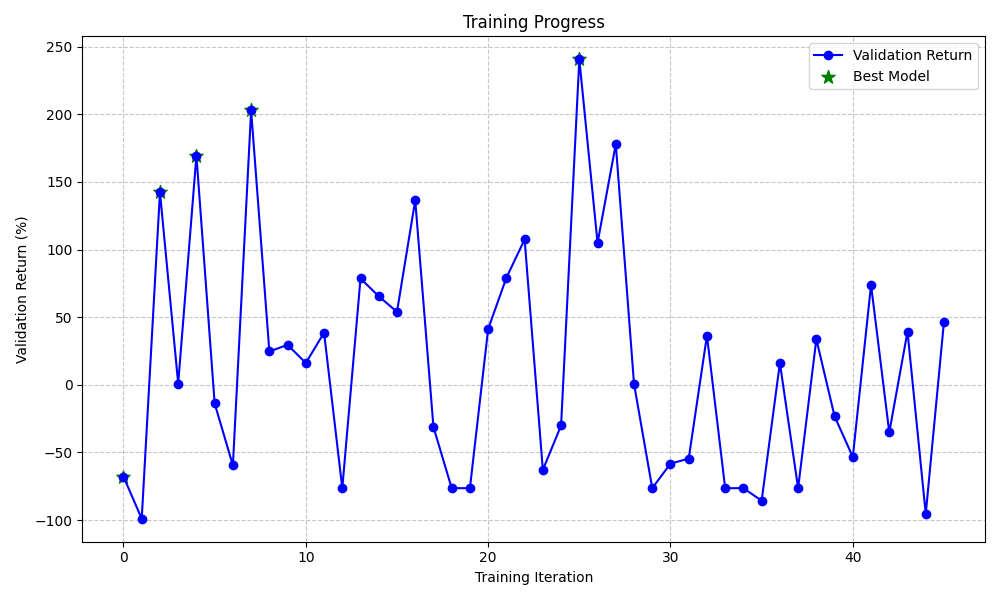 Training Progress
Validation Return
Best Model
Validation Return (%)
250
200
150
100
50
0
−50
−100
0
10
20
30
40
Training Iteration